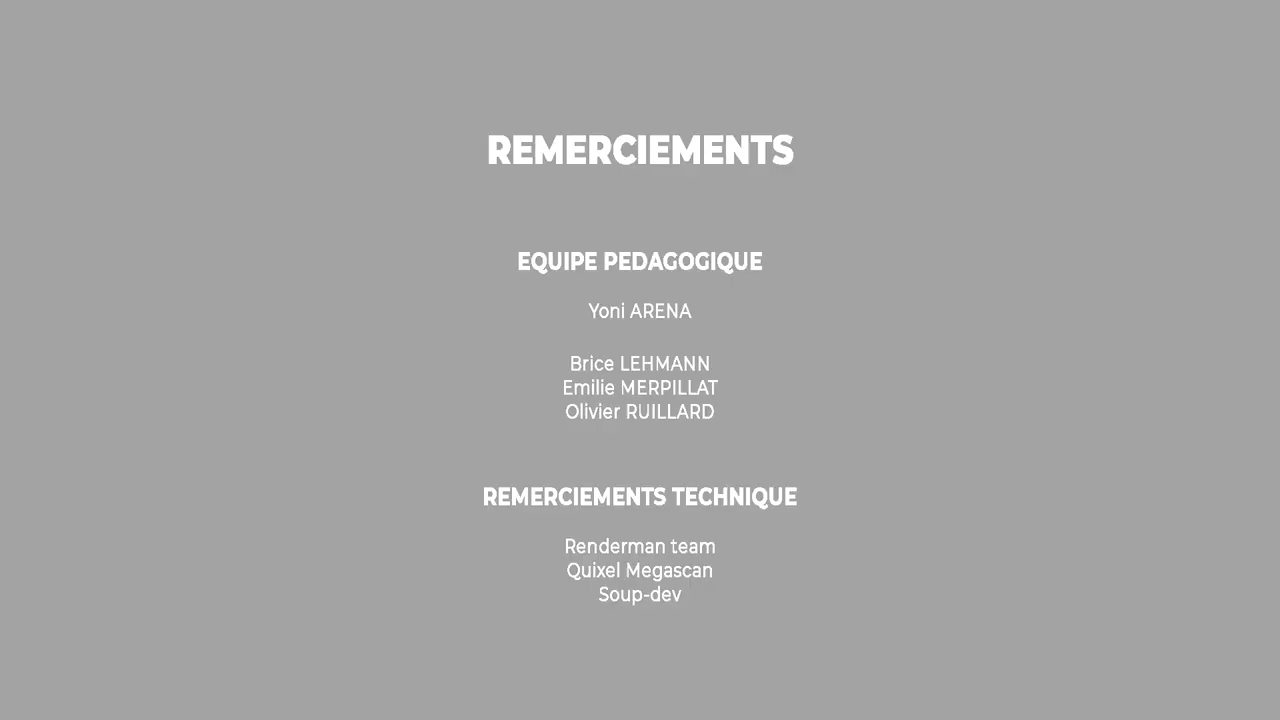 REMERCIEMENTS
EQUIPE PEDAGOGIQUE
Yoni ARENA
Brice LEHMANN
Emilie MERPILLAT
Olivier RUILLARD
REMERCIEMENTS TECHNIQUE
Renderman team
Quixel Megascan
Soup-dev